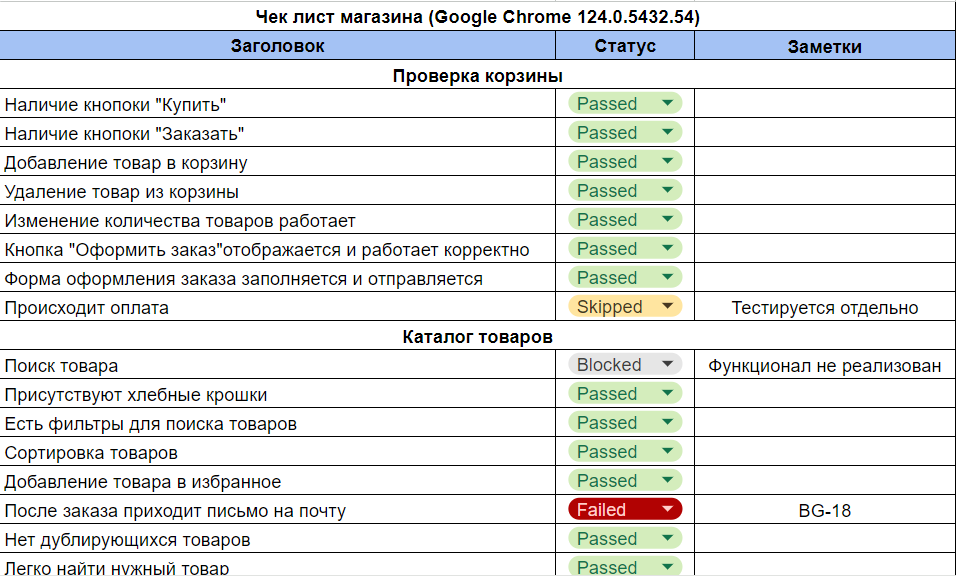 Чек лист магазина (Google Chrome 124.0.5432.54)
Заголовок Статус Заметки
Проверка корзины
Наличие кнопоки "Купить" Passed
Наличие кнопоки "Заказать" Passed
Добавление товар в корзину Passed
Удаление товар из корзины Passed
Изменение количества товаров работает Passed
Кнопка "Оформить заказ"отображается и работает корректно Passed
Форма оформления заказа заполняется и отправляется Passed
Происходит оплата Skipped Тестируется отдельно
Каталог товаров
Поиск товара Blocked Функционал не реализован
Присутствуют хлебные крошки Passed
Есть фильтры для поиска товаров Passed
Сортировка товаров Passed
Добавление товара в избранное Passed
После заказа приходит письмо на почту Failed BG-18
Нет дублирующихся товаров Passed
Легко найти нужный товар Passed